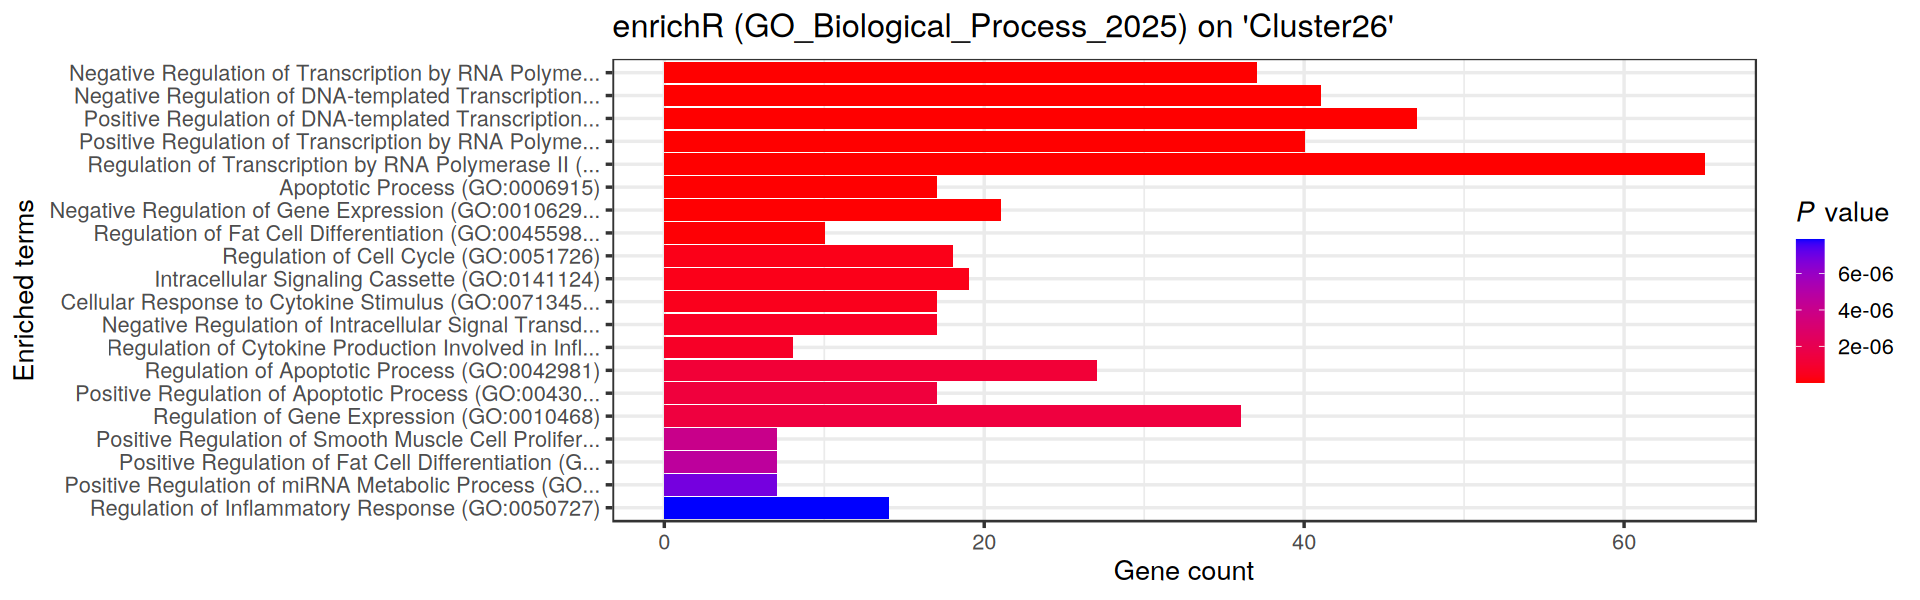 enrichR (GO_Biological_Process_2025) on 'Cluster26'
Negative Regulation of Transcription by RNA Polyme...
Negative Regulation of DNA-templated Transcription...
Positive Regulation of DNA-templated Transcription...
Positive Regulation of Transcription by RNA Polyme...
Regulation of Transcription by RNA Polymerase II (...
Apoptotic Process (GO:0006915)
Negative Regulation of Gene Expression (GO:0010629...
Regulation of Fat Cell Differentiation (GO:0045598...
Regulation of Cell Cycle (GO:0051726)
Intracellular Signaling Cassette (GO:0141124)
Cellular Response to Cytokine Stimulus (GO:0071345...
Negative Regulation of Intracellular Signal Transd...
Regulation of Cytokine Production Involved in Infl...
Regulation of Apoptotic Process (GO:0042981)
Positive Regulation of Apoptotic Process (GO:00430...
Regulation of Gene Expression (GO:0010468)
Positive Regulation of Smooth Muscle Cell Prolifer...
Positive Regulation of Fat Cell Differentiation (G...
Positive Regulation of miRNA Metabolic Process (GO...
Regulation of Inflammatory Response (GO:0050727)
Enriched terms
0 20 40 60
Gene count
P value
6e-06
4e-06
2e-06